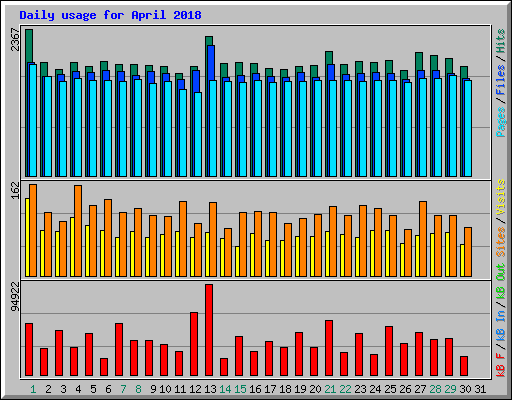 Daily usage for April 2018
2367
Pages / Files / Hits
162
Sites / Visits
94922
kB F / kB In / kB Out
1 2 3 4 5 6 7 8 9 10 11 12 13 14 15 16 17 18 19 20 21 22 23 24 25 26 27 28 29 30 31